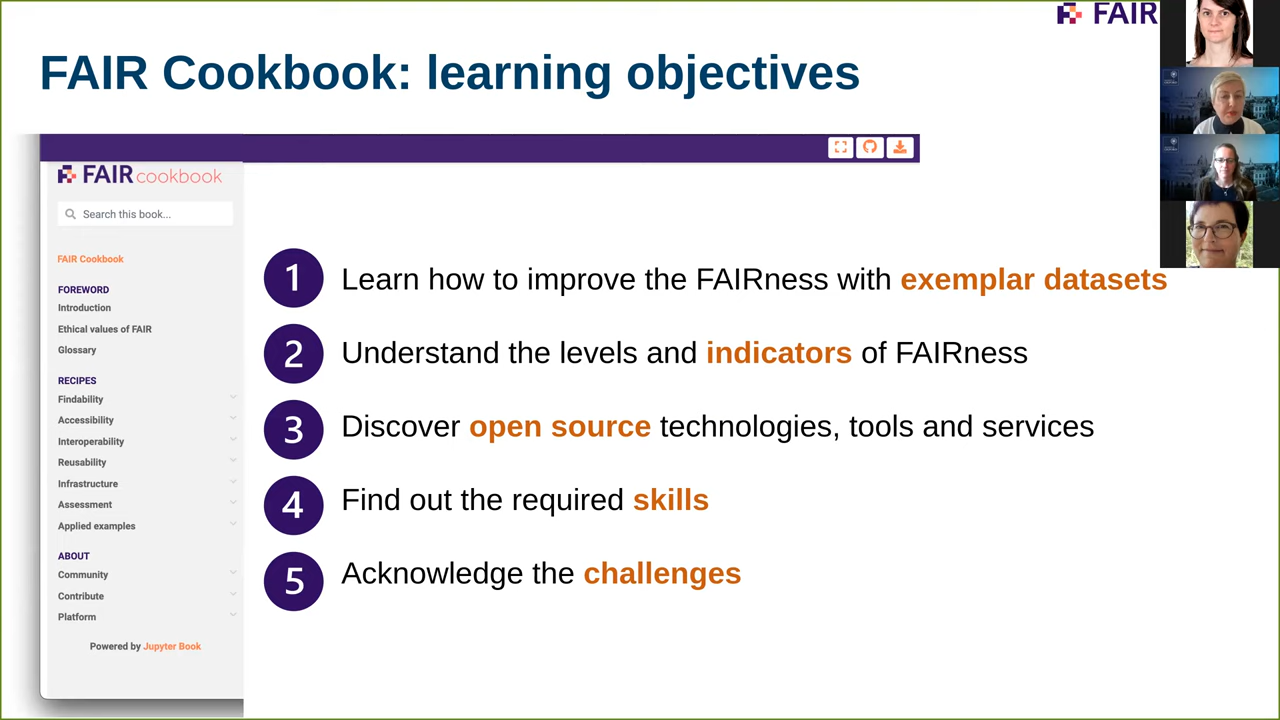 FAIR
FAIR Cookbook: learning objectives
FAIR cookbook
Search this book...
FAIR Cookbook
FOREWORD
Introduction
Ethical values of FAIR
Glossary
RECIPES
Findability
Accessibility
Interoperability
Reusability
Infrastructure
Assessment
Applied examples
ABOUT
Community
Contribute
Platform
Powered by Jupyter Book
1 Learn how to improve the FAIRness with exemplar datasets
2 Understand the levels and indicators of FAIRness
3 Discover open source technologies, tools and services
4 Find out the required skills
5 Acknowledge the challenges